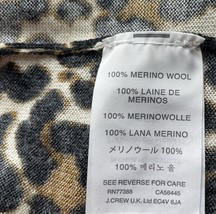 100% MERINO WOOL
100% LAINE DE
MERINOS
100% MERINOWOLLE
100% LANA MERINO
メリノウール 100%
100% 메리노 울
SEE REVERSE FOR CARE
RN77388 CA56445
J.CREW U.K. Ltd EC4V 6JA